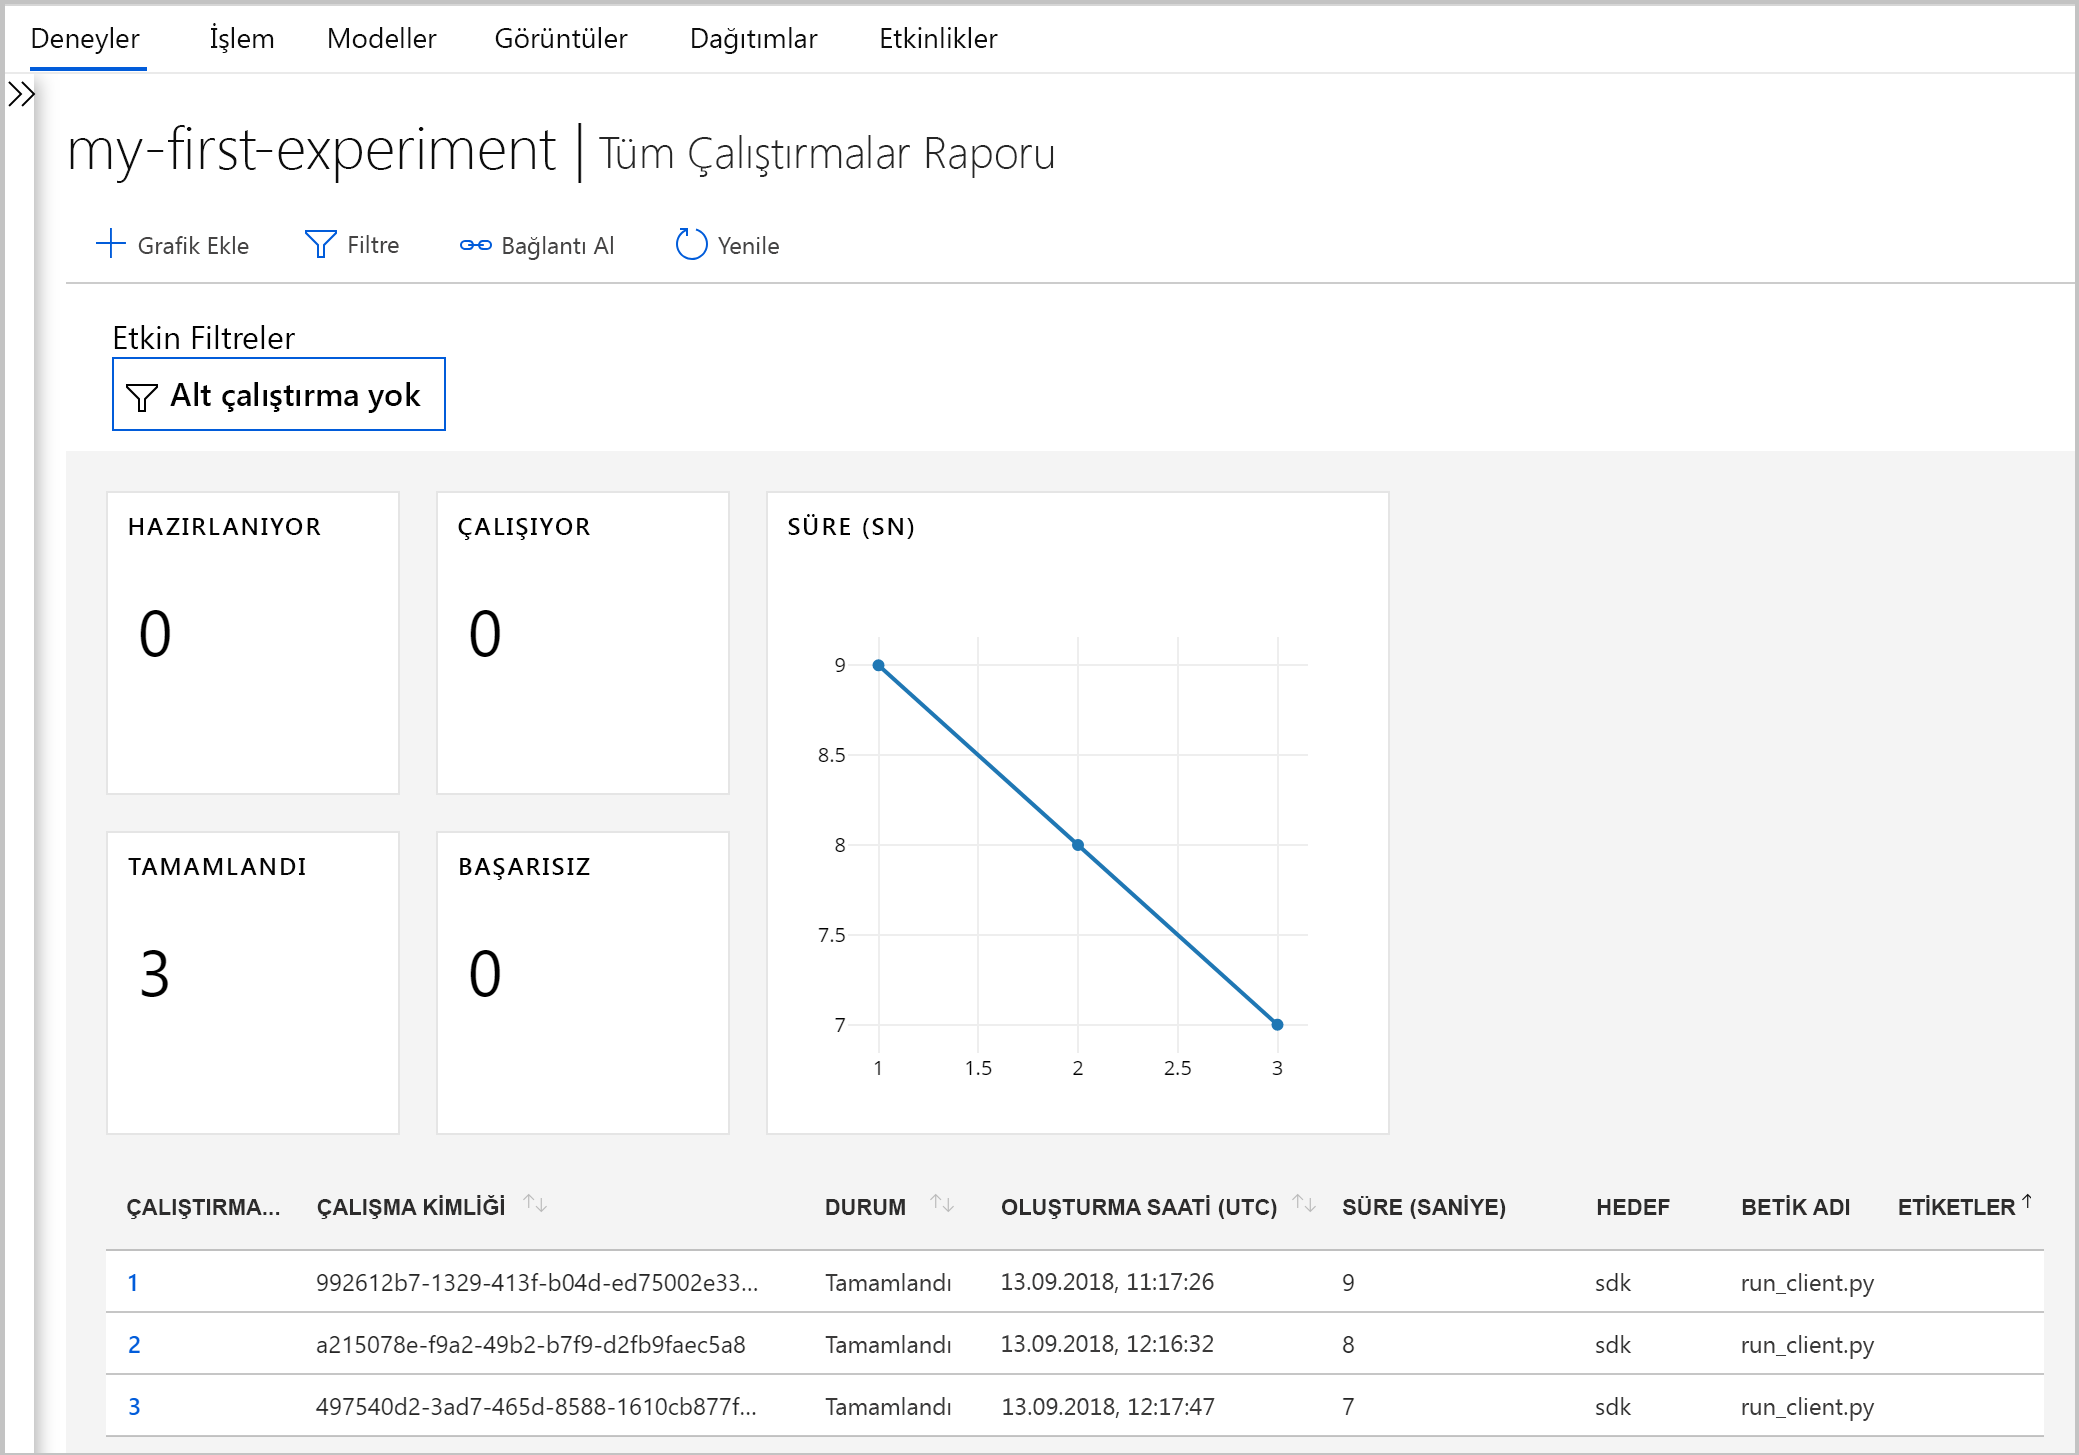 Deneyler İşlem Modeller Görüntüler Dağıtımlar Etkinlikler
my-first-experiment | Tüm Çalıştırmalar Raporu
Grafik Ekle Filtre Bağlantı Al Yenile
Etkin Filtreler
Alt çalıştırma yok
HAZIRLANIYOR
0
ÇALIŞIYOR
0
TAMAMLANDI
3
BAŞARISIZ
0
SÜRE (SN)
9
8.5
8
7.5
7
1 1.5 2 2.5 3
ÇALIŞTIRMA... ÇALIŞMA KİMLİĞİ DURUM OLUŞTURMA SAATİ (UTC) SÜRE (SANİYE) HEDEF BETİK ADI ETİKETLER
1 992612b7-1329-413f-b04d-ed75002e33... Tamamlandı 13.09.2018, 11:17:26 9 sdk run_client.py
2 a215078e-f9a2-49b2-b7f9-d2fb9faec5a8 Tamamlandı 13.09.2018, 12:16:32 8 sdk run_client.py
3 497540d2-3ad7-465d-8588-1610cb877f... Tamamlandı 13.09.2018, 12:17:47 7 sdk run_client.py